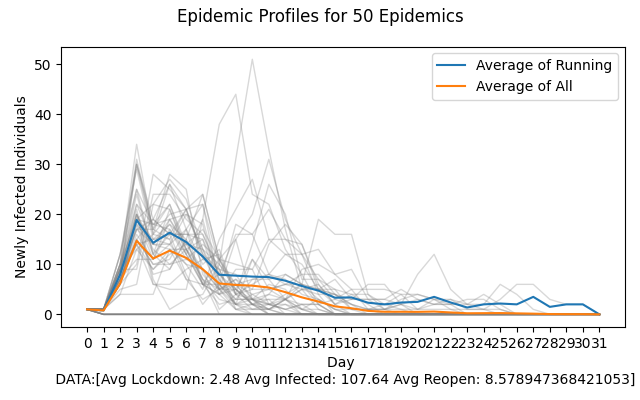 Epidemic Profiles for 50 Epidemics
Average of Running
Average of All
Newly Infected Individuals
50
40
30
20
10
0
0 1 2 3 4 5 6 7 8 9 10 11 12 13 14 15 16 17 18 19 20 21 22 23 24 25 26 27 28 29 30 31
Day
DATA:[Avg Lockdown: 2.48 Avg Infected: 107.64 Avg Reopen: 8.578947368421053]